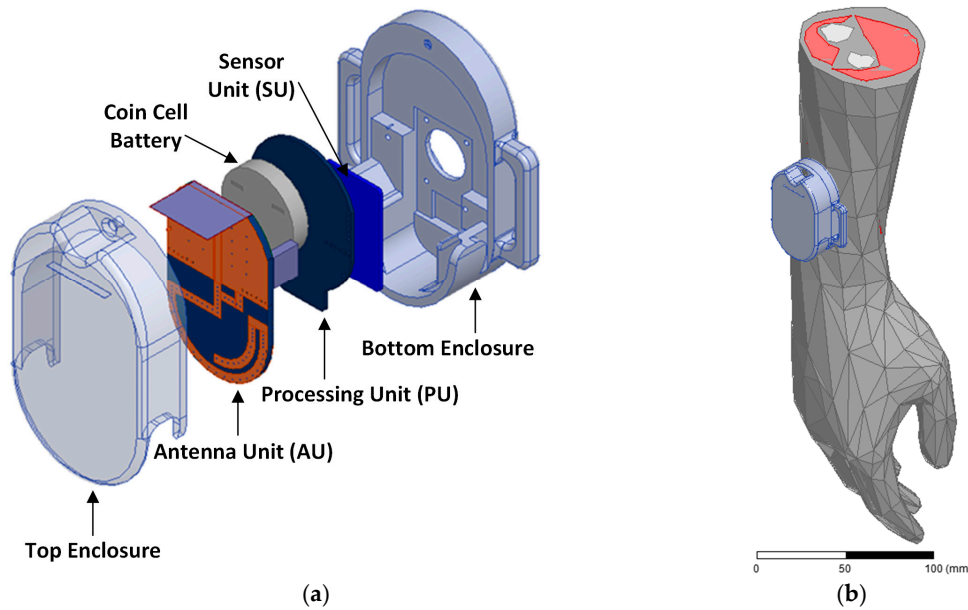 Sensor
Unit (SU)
Coin Cell
Battery
Bottom Enclosure
Processing Unit (PU)
Antenna Unit (AU)
Top Enclosure
0
50
100 (mm
(a)
(b)